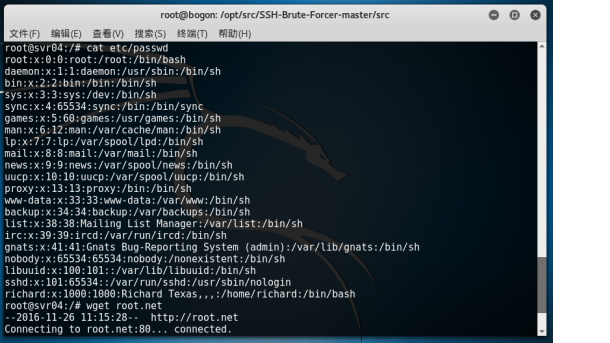 root@bogon: /opt/src/SSH-Brute-Forcer-master/src
文件(F) 编辑(E) 查看(V) 搜索(S) 终端(T) 帮助(H)
root@svr04:/# cat etc/passwd
root:x:0:0:root:/root:/bin/bash
daemon:x:1:1:daemon:/usr/sbin:/bin/sh
bin:x:2:2:bin:/bin:/bin/sh
sys:x:3:3:sys:/dev:/bin/sh
sync:x:4:65534:sync:/bin:/bin/sync
games:x:5:60:games:/usr/games:/bin/sh
man:x:6:12:man:/var/cache/man:/bin/sh
lp:x:7:7:lp:/var/spool/lpd:/bin/sh
mail:x:8:8:mail:/var/mail:/bin/sh
news:x:9:9:news:/var/spool/news:/bin/sh
uucp:x:10:10:uucp:/var/spool/uucp:/bin/sh
proxy:x:13:13:proxy:/bin:/bin/sh
www-data:x:33:33:www-data:/var/www:/bin/sh
backup:x:34:34:backup:/var/backups:/bin/sh
list:x:38:38:Mailing List Manager:/var/list:/bin/sh
irc:x:39:39:ircd:/var/run/ircd:/bin/sh
gnats:x:41:41:Gnats Bug-Reporting System (admin):/var/lib/gnats:/bin/sh
nobody:x:65534:65534:nobody:/nonexistent:/bin/sh
libuuid:x:100:101::/var/lib/libuuid:/bin/sh
sshd:x:101:65534::/var/run/sshd:/usr/sbin/nologin
richard:x:1000:1000:Richard Texas,,,:/home/richard:/bin/bash
root@svr04:/# wget root.net
--2016-11-26 11:15:28--  http://root.net
Connecting to root.net:80... connected.